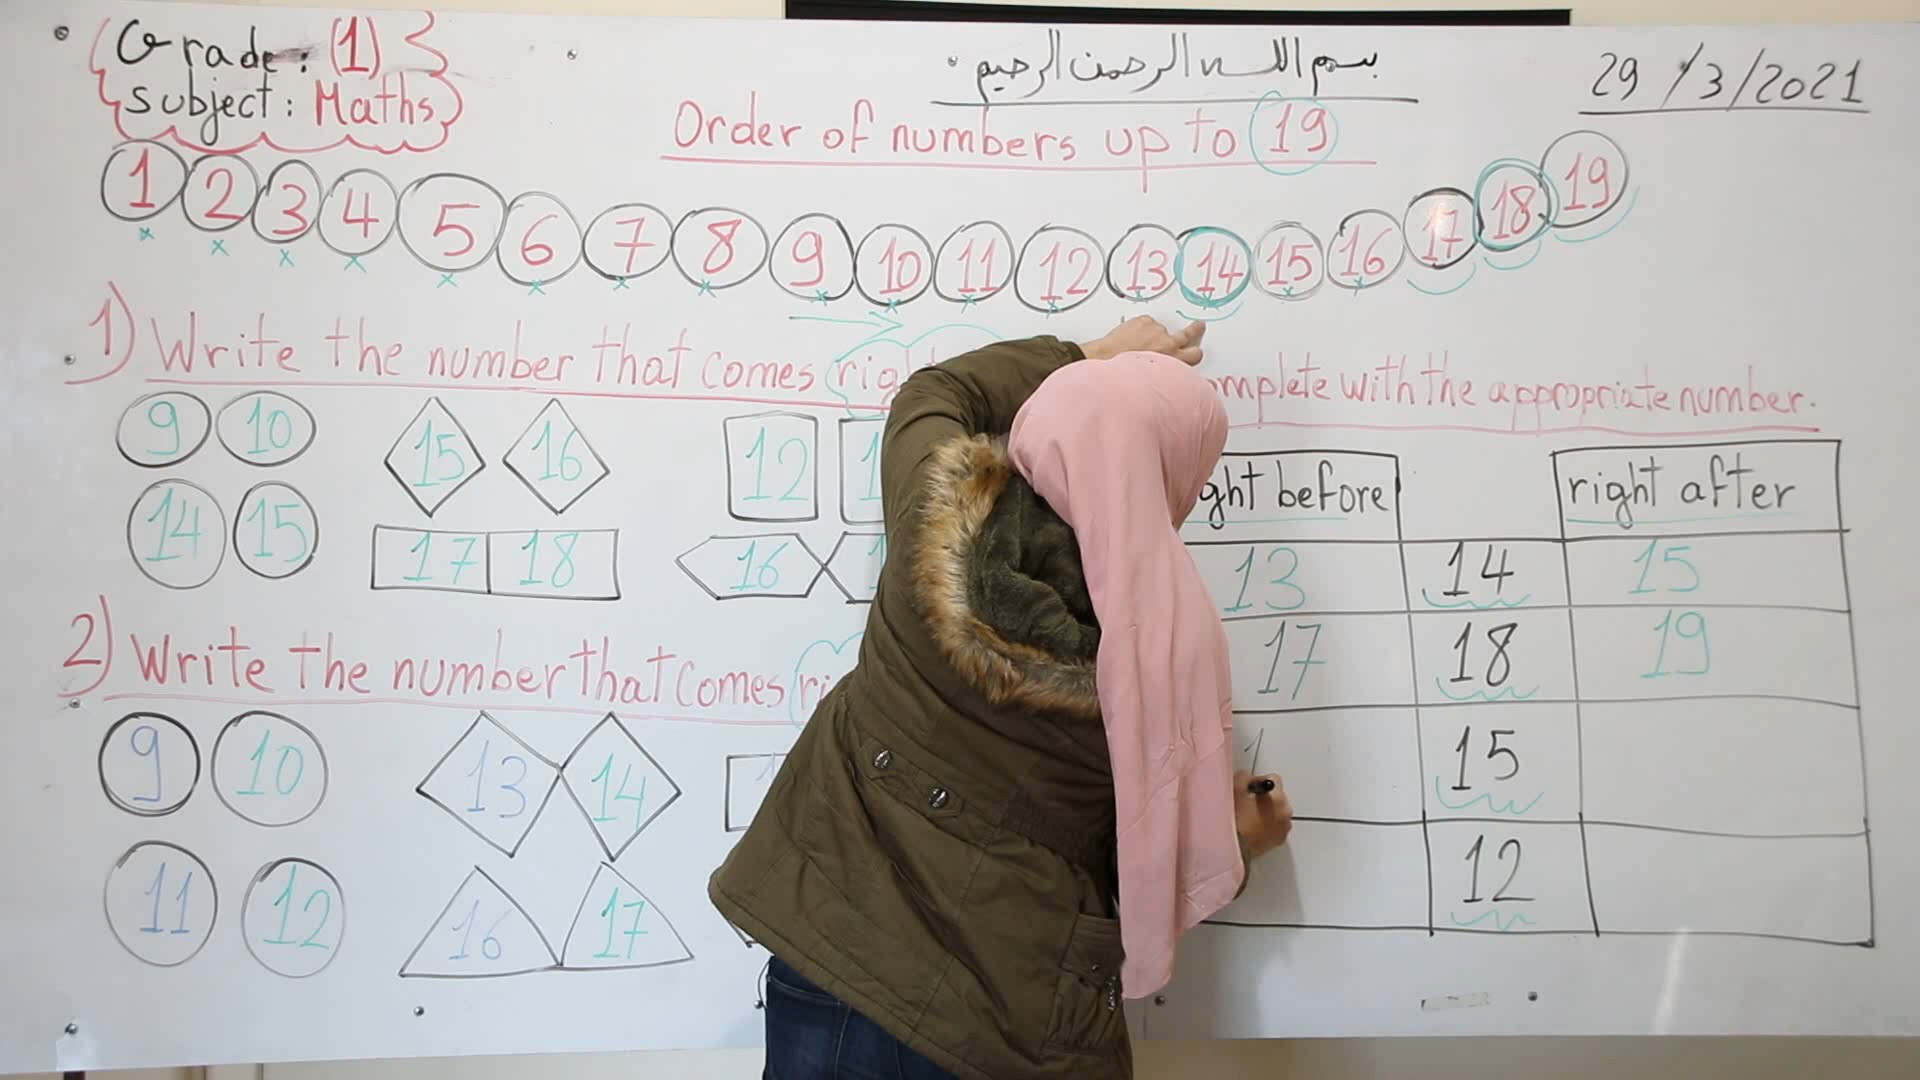 Grade: (1)
Subject: Maths
بسم الله الرحمن الرحيم
29/3/2021
Order of numbers up to 19
1 2 3 4 5 6 7 8 9 10 11 12 13 14 15 16 17 18 19
1) Write the number that comes
9 10 15 16 12
14 15 17 18 16
2) Write the number that comes
9 10 13 14
11 12 16 17
with the appropriate number.
before right after
13 14 15
17 18 19
1 15
12